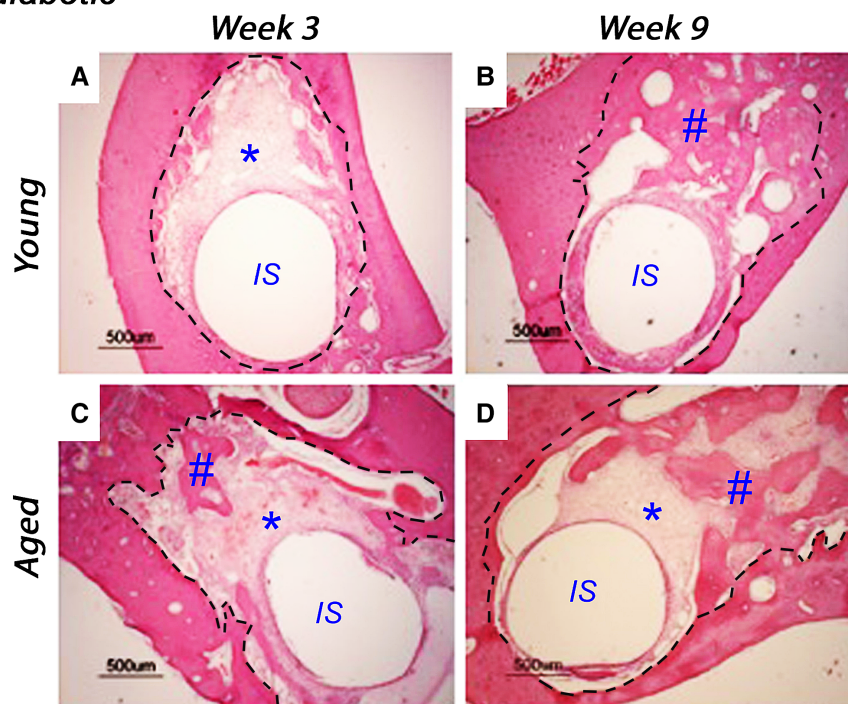 Week 3 Week 9
A B
* #
Young
IS IS
500um 500um
C D
# #
* *
Aged
IS IS
500um 500um